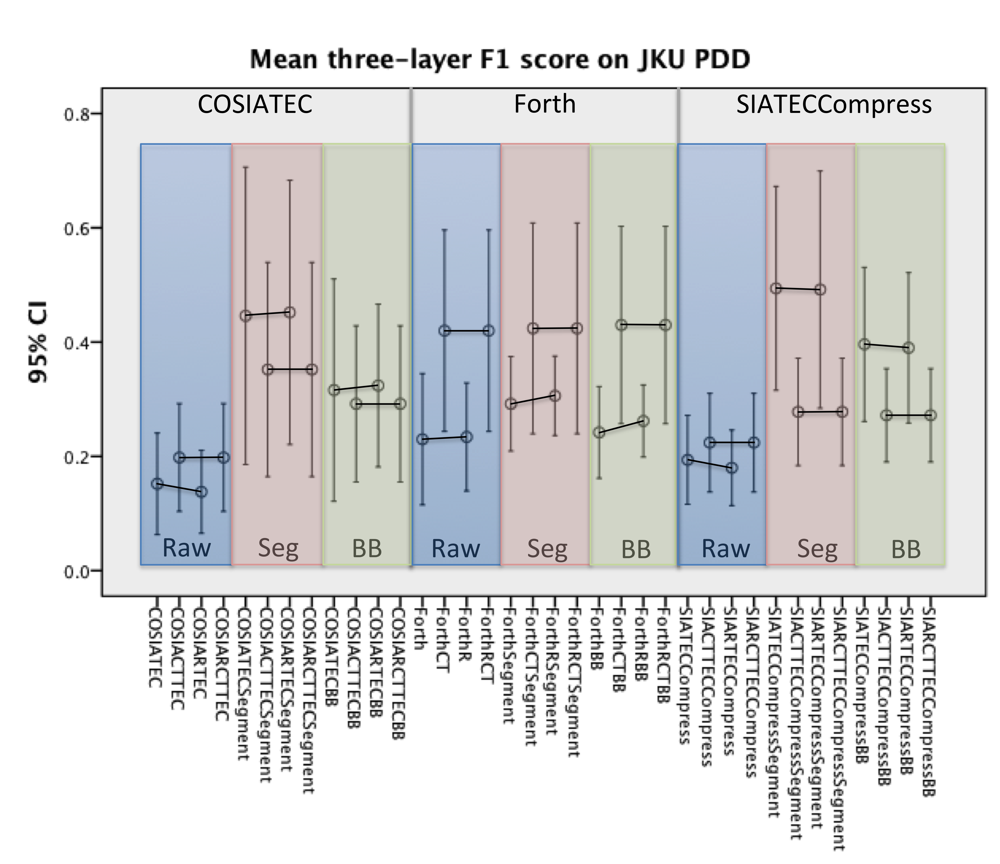 Mean three-layer F1 score on JKU PDD
COSIATEC
Forth
SIATECCompress
95% CI
0.8
0.6
0.4
0.2
0.0
Raw
Seg
BB
Raw
Seg
BB
Raw
Seg
BB
COSIATEC
COSIACTTEC
COSIARTEC
COSIARCTTEC
COSIATECSegment
COSIACTTECSegment
COSIARTECSegment
COSIARCTTECSegment
COSIATECBB
COSIACTTECBB
COSIARTECBB
COSIARCTTECBB
Forth
ForthCT
ForthR
ForthRCT
ForthSegment
ForthCTSegment
ForthRSegment
ForthRCTSegment
ForthBB
ForthCTBB
ForthRBB
ForthRCTBB
SIATECCompress
SIACTTECCompress
SIARTECCompress
SIARCTTECCompress
SIATECCompressSegment
SIACTTECCompressSegment
SIARTECCompressSegment
SIARCTTECCompressSegment
SIATECCompressBB
SIACTTECCompressBB
SIARTECCompressBB
SIARCTTECCompressBB